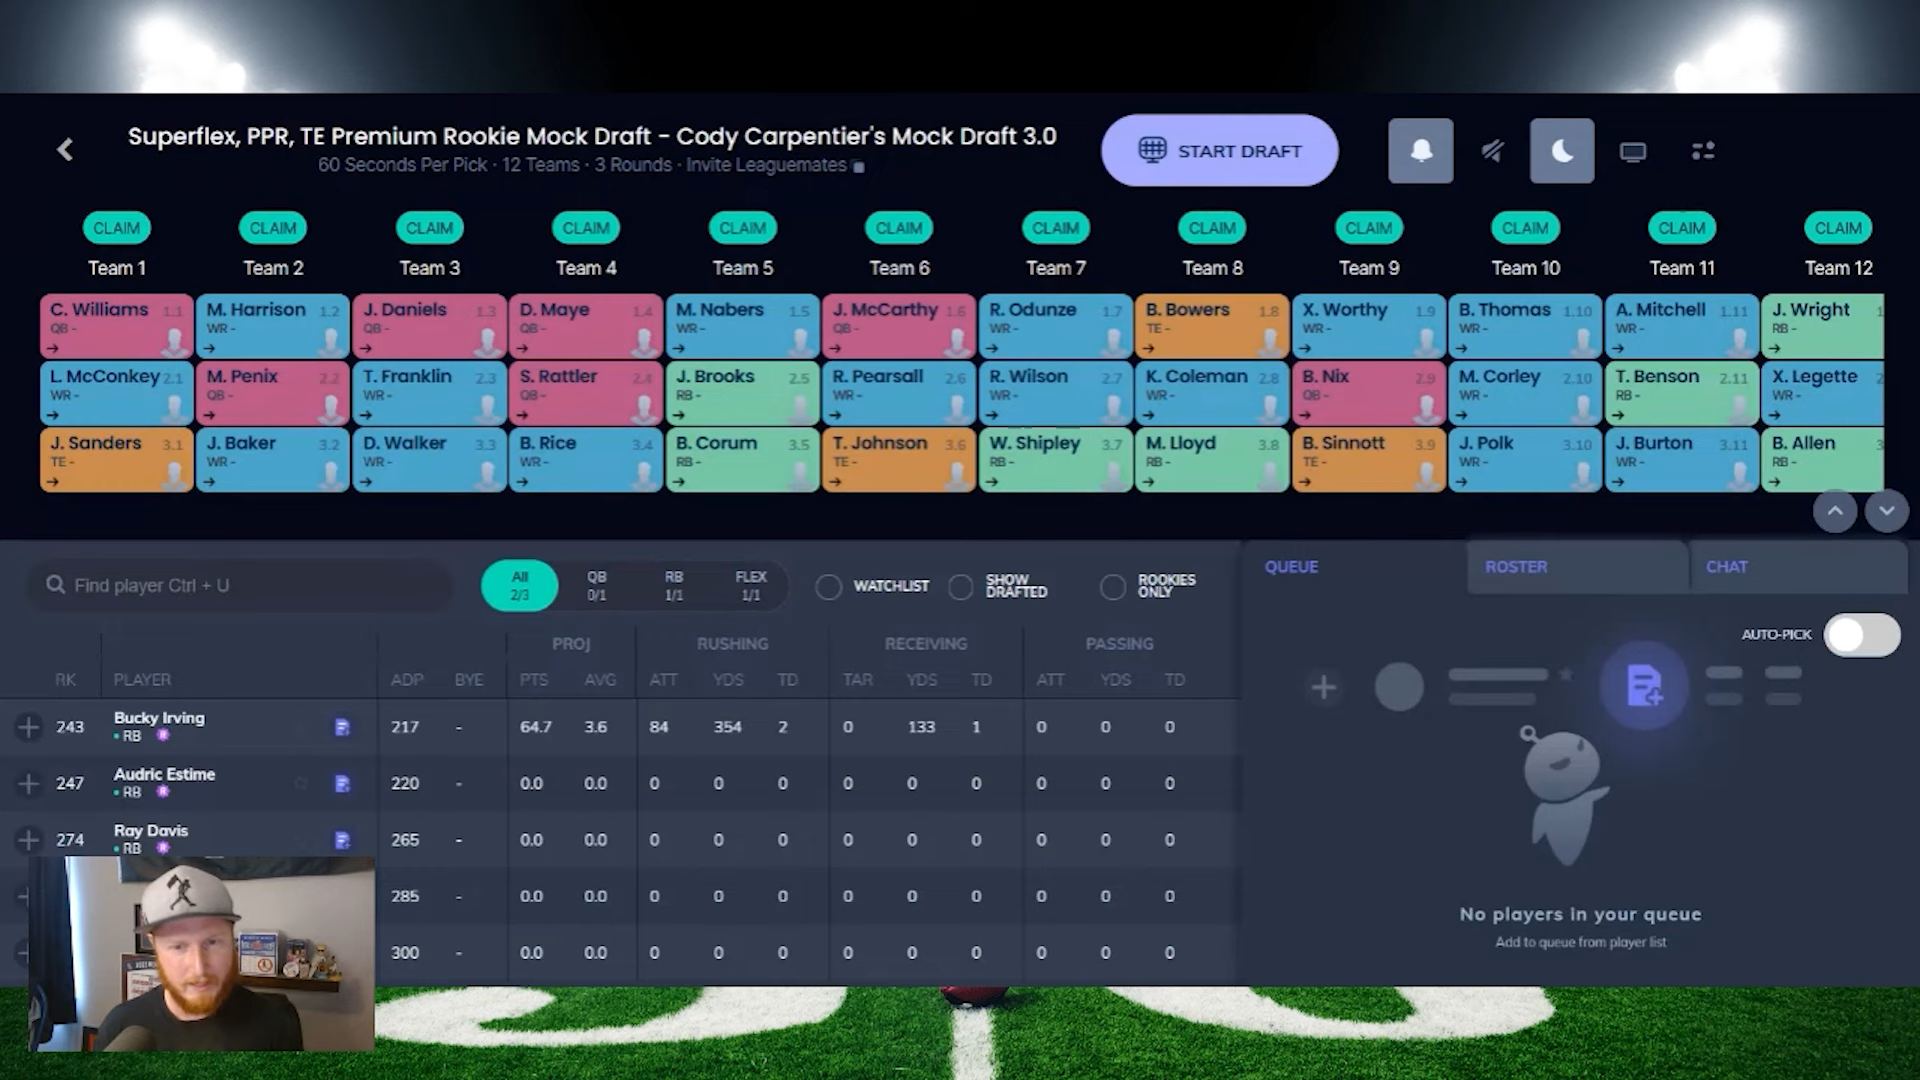 Superflex, PPR, TE Premium Rookie Mock Draft - Cody Carpentier's Mock Draft 3.0
60 Seconds Per Pick · 12 Teams · 3 Rounds · Invite Leaguemates
START DRAFT
CLAIM CLAIM CLAIM CLAIM CLAIM CLAIM CLAIM CLAIM CLAIM CLAIM CLAIM CLAIM
Team 1 Team 2 Team 3 Team 4 Team 5 Team 6 Team 7 Team 8 Team 9 Team 10 Team 11 Team 12
C. Williams 1.1 M. Harrison 1.2 J. Daniels 1.3 D. Maye 1.4 M. Nabers 1.5 J. McCarthy 1.6 R. Odunze 1.7 B. Bowers 1.8 X. Worthy 1.9 B. Thomas 1.10 A. Mitchell 1.11 J. Wright 1
QB - WR - QB - QB - WR - QB - WR - TE - WR - WR - WR - RB -
L. McConkey 2.1 M. Penix 2.2 T. Franklin 2.3 S. Rattler 2.4 J. Brooks 2.5 R. Pearsall 2.6 R. Wilson 2.7 K. Coleman 2.8 B. Nix 2.9 M. Corley 2.10 T. Benson 2.11 X. Legette 2
WR - QB - WR - QB - RB - WR - WR - WR - QB - WR - RB - WR -
J. Sanders 3.1 J. Baker 3.2 D. Walker 3.3 B. Rice 3.4 B. Corum 3.5 T. Johnson 3.6 W. Shipley 3.7 M. Lloyd 3.8 B. Sinnott 3.9 J. Polk 3.10 J. Burton 3.11 B. Allen 3
TE - WR - WR - WR - RB - TE - RB - RB - TE - WR - WR - RB -
Find player Ctrl + U
All QB RB FLEX
2/3 0/1 1/1 1/1
WATCHLIST
SHOW
DRAFTED
ROOKIES
ONLY
QUEUE ROSTER CHAT
AUTO-PICK
PROJ RUSHING RECEIVING PASSING
RK PLAYER ADP BYE PTS AVG ATT YDS TD TAR YDS TD ATT YDS TD
243 Bucky Irving 217 - 64.7 3.6 84 354 2 0 133 1 0 0 0
RB R
247 Audric Estime 220 - 0.0 0.0 0 0 0 0 0 0 0 0 0
RB R
274 Ray Davis 265 - 0.0 0.0 0 0 0 0 0 0 0 0 0
RB R
285 - 0.0 0.0 0 0 0 0 0 0 0 0 0
300 - 0.0 0.0 0 0 0 0 0 0 0 0 0
No players in your queue
Add to queue from player list